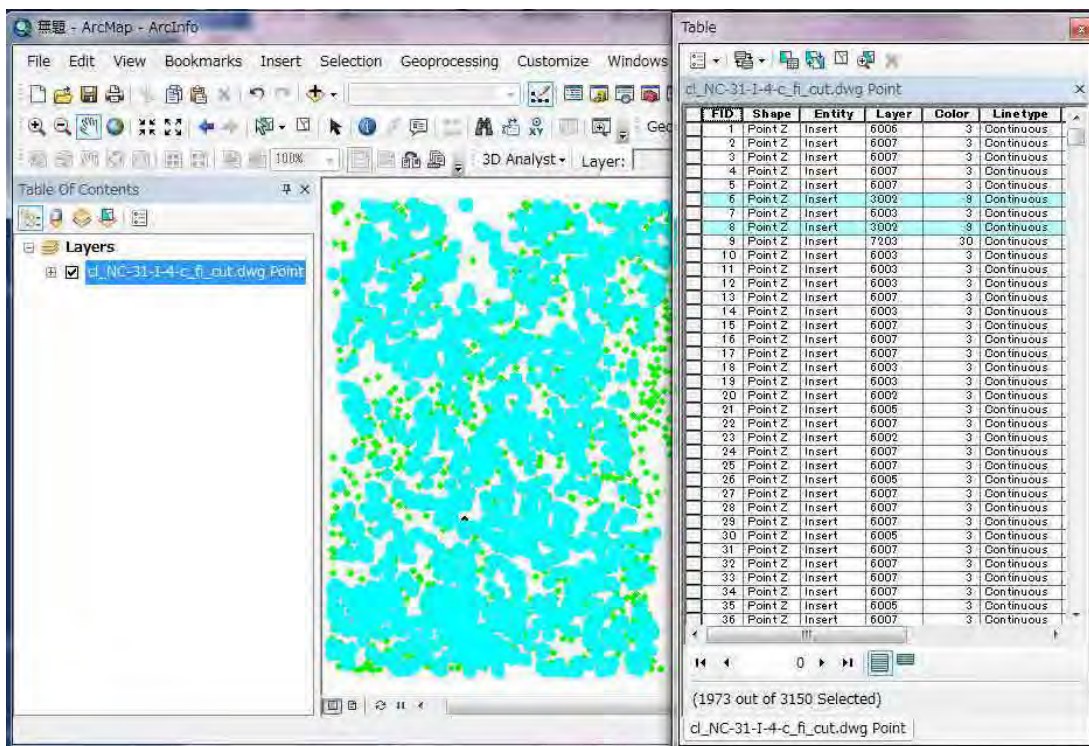 無題 - ArcMap - ArcInfo
File Edit View Bookmarks Insert Selection Geoprocessing Customize Windows
100%
3D Analyst
Layer:
Table Of Contents
Layers
cl_NC-31-I-4-c_fi_cut.dwg Point
Table
cl_NC-31-I-4-c_fi_cut.dwg Point
FID Shape Entity Layer Color Linetype
1 Point Z Insert 6006 3 Continuous
2 Point Z Insert 6007 3 Continuous
3 Point Z Insert 6007 3 Continuous
4 Point Z Insert 6007 3 Continuous
5 Point Z Insert 6007 3 Continuous
6 Point Z Insert 3002 9 Continuous
7 Point Z Insert 6003 3 Continuous
8 Point Z Insert 3002 9 Continuous
9 Point Z Insert 7203 30 Continuous
10 Point Z Insert 6003 3 Continuous
11 Point Z Insert 6003 3 Continuous
12 Point Z Insert 6003 3 Continuous
13 Point Z Insert 6007 3 Continuous
14 Point Z Insert 6003 3 Continuous
15 Point Z Insert 6007 3 Continuous
16 Point Z Insert 6007 3 Continuous
17 Point Z Insert 6007 3 Continuous
18 Point Z Insert 6003 3 Continuous
19 Point Z Insert 6003 3 Continuous
20 Point Z Insert 6002 3 Continuous
21 Point Z Insert 6005 3 Continuous
22 Point Z Insert 6007 3 Continuous
23 Point Z Insert 6002 3 Continuous
24 Point Z Insert 6007 3 Continuous
25 Point Z Insert 6007 3 Continuous
26 Point Z Insert 6005 3 Continuous
27 Point Z Insert 6007 3 Continuous
28 Point Z Insert 6007 3 Continuous
29 Point Z Insert 6007 3 Continuous
30 Point Z Insert 6005 3 Continuous
31 Point Z Insert 6007 3 Continuous
32 Point Z Insert 6007 3 Continuous
33 Point Z Insert 6007 3 Continuous
34 Point Z Insert 6007 3 Continuous
35 Point Z Insert 6005 3 Continuous
36 Point Z Insert 6007 3 Continuous
0
(1973 out of 3150 Selected)
cl_NC-31-I-4-c_fi_cut.dwg Point